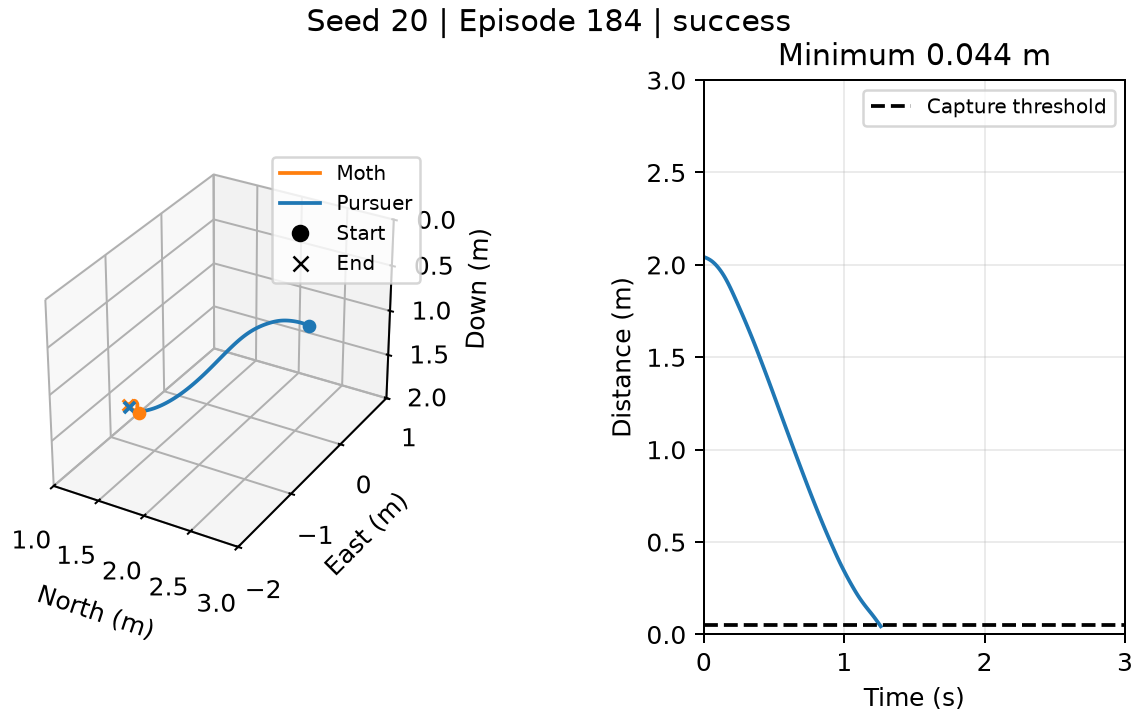 Seed 20 | Episode 184 | success
Moth
Pursuer
Start
End
0.0
0.5
1.0
1.5
2.0
Down (m)
1
0
−1
−2
East (m)
1.0
1.5
2.0
2.5
3.0
North (m)
Minimum 0.044 m
Capture threshold
3.0
2.5
2.0
1.5
1.0
0.5
0.0
Distance (m)
0
1
2
3
Time (s)